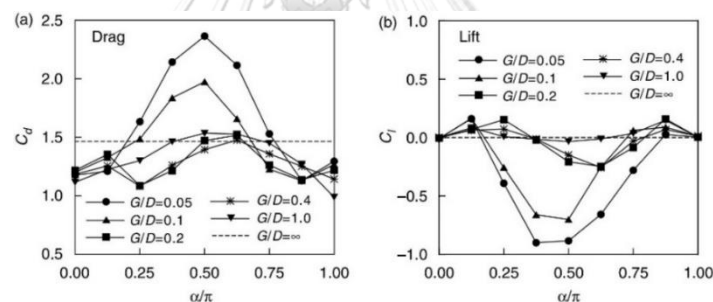 (a)
Drag
C_d
2.5
2.0
1.5
1.0
0.5
G/D=0.05
G/D=0.1
G/D=0.2
G/D=0.4
G/D=1.0
G/D=∞
0.00 0.25 0.50 0.75 1.00
α/π
(b)
Lift
C_l
1.0
0.5
0.0
−0.5
−1.0
G/D=0.05
G/D=0.1
G/D=0.2
G/D=0.4
G/D=1.0
G/D=∞
0.00 0.25 0.50 0.75 1.00
α/π